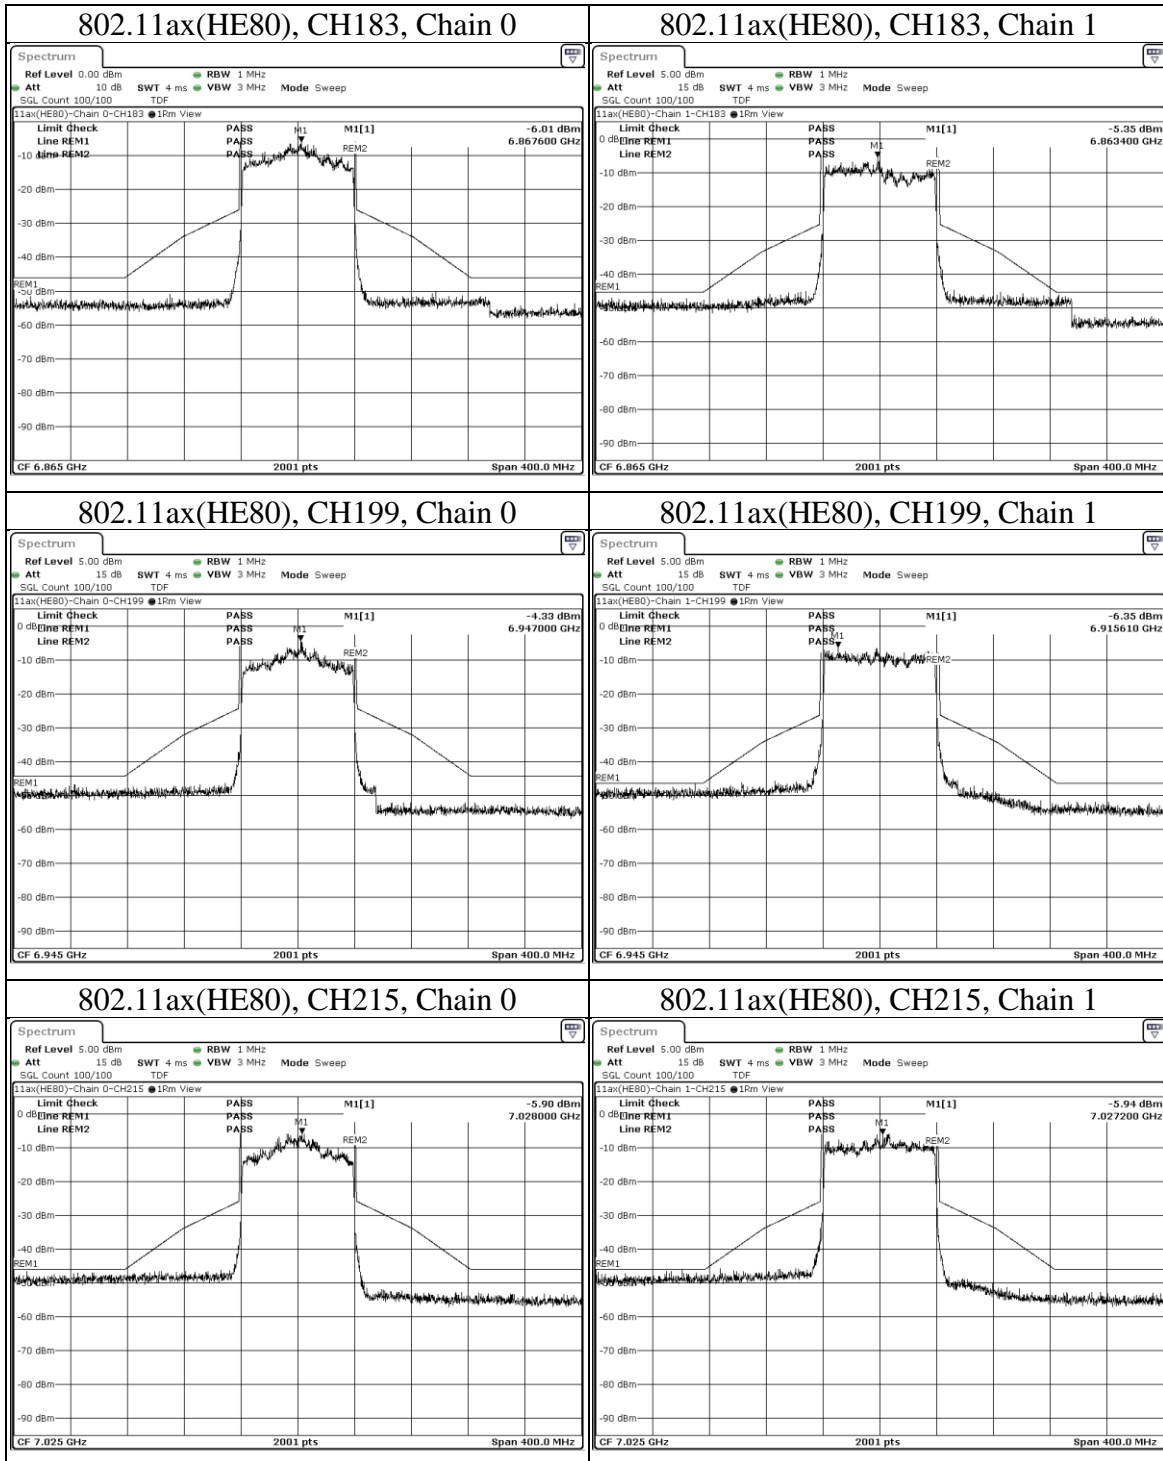 802.11ax(HE80), CH183, Chain 0
Spectrum
Ref Level 0.00 dBm RBW 1 MHz
Att 10 dB SWT 4 ms VBW 3 MHz Mode Sweep
SGL Count 100/100 TDF
11ax(HE80)-Chain 0-CH183 1Rm View
Limit Check PASS M1[1] -6.01 dBm
Line REM1 PASS 6.867600 GHz
Line REM2 PASS
M1
REM2
-10 dBm
-20 dBm
-30 dBm
-40 dBm
REM1
-50 dBm
-60 dBm
-70 dBm
-80 dBm
-90 dBm
CF 6.865 GHz 2001 pts Span 400.0 MHz
802.11ax(HE80), CH183, Chain 1
Spectrum
Ref Level 5.00 dBm RBW 1 MHz
Att 15 dB SWT 4 ms VBW 3 MHz Mode Sweep
SGL Count 100/100 TDF
11ax(HE80)-Chain 1-CH183 1Rm View
Limit Check PASS M1[1] -5.35 dBm
0 dBm Line REM1 PASS 6.863400 GHz
Line REM2 PASS
M1
REM2
-10 dBm
-20 dBm
-30 dBm
-40 dBm
REM1
-60 dBm
-70 dBm
-80 dBm
-90 dBm
CF 6.865 GHz 2001 pts Span 400.0 MHz
802.11ax(HE80), CH199, Chain 0
Spectrum
Ref Level 5.00 dBm RBW 1 MHz
Att 15 dB SWT 4 ms VBW 3 MHz Mode Sweep
SGL Count 100/100 TDF
11ax(HE80)-Chain 0-CH199 1Rm View
Limit Check PASS M1[1] -4.33 dBm
0 dBm Line REM1 PASS 6.947000 GHz
Line REM2 PASS
M1
REM2
-10 dBm
-20 dBm
-30 dBm
-40 dBm
REM1
-60 dBm
-70 dBm
-80 dBm
-90 dBm
CF 6.945 GHz 2001 pts Span 400.0 MHz
802.11ax(HE80), CH199, Chain 1
Spectrum
Ref Level 5.00 dBm RBW 1 MHz
Att 15 dB SWT 4 ms VBW 3 MHz Mode Sweep
SGL Count 100/100 TDF
11ax(HE80)-Chain 1-CH199 1Rm View
Limit Check PASS M1[1] -6.35 dBm
0 dBm Line REM1 PASS 6.915610 GHz
Line REM2 PASS
M1
REM2
-10 dBm
-20 dBm
-30 dBm
-40 dBm
REM1
-60 dBm
-70 dBm
-80 dBm
-90 dBm
CF 6.945 GHz 2001 pts Span 400.0 MHz
802.11ax(HE80), CH215, Chain 0
Spectrum
Ref Level 5.00 dBm RBW 1 MHz
Att 15 dB SWT 4 ms VBW 3 MHz Mode Sweep
SGL Count 100/100 TDF
11ax(HE80)-Chain 0-CH215 1Rm View
Limit Check PASS M1[1] -5.90 dBm
0 dBm Line REM1 PASS 7.028000 GHz
Line REM2 PASS
M1
REM2
-10 dBm
-20 dBm
-30 dBm
-40 dBm
REM1
-60 dBm
-70 dBm
-80 dBm
-90 dBm
CF 7.025 GHz 2001 pts Span 400.0 MHz
802.11ax(HE80), CH215, Chain 1
Spectrum
Ref Level 5.00 dBm RBW 1 MHz
Att 15 dB SWT 4 ms VBW 3 MHz Mode Sweep
SGL Count 100/100 TDF
11ax(HE80)-Chain 1-CH215 1Rm View
Limit Check PASS M1[1] -5.94 dBm
0 dBm Line REM1 PASS 7.027200 GHz
Line REM2 PASS
M1
REM2
-10 dBm
-20 dBm
-30 dBm
-40 dBm
REM1
-60 dBm
-70 dBm
-80 dBm
-90 dBm
CF 7.025 GHz 2001 pts Span 400.0 MHz